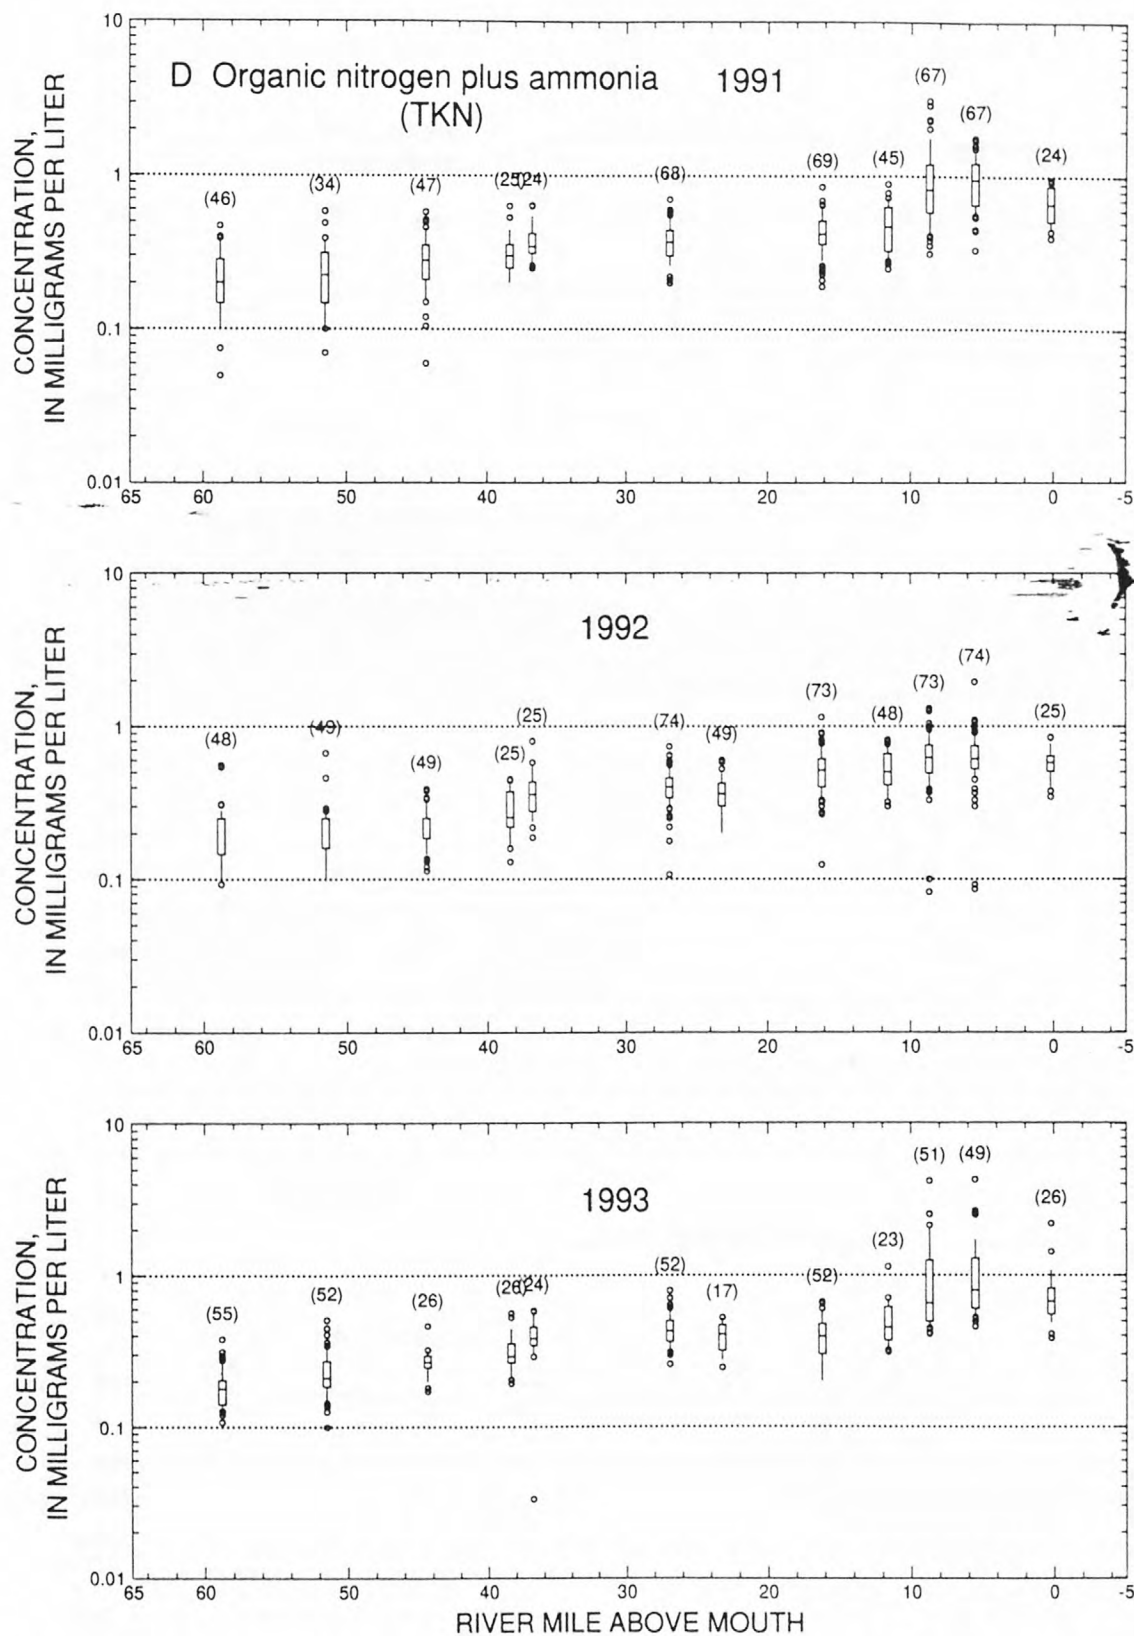 D Organic nitrogen plus ammonia 1991
(TKN)
CONCENTRATION,
IN MILLIGRAMS PER LITER
10
1
0.1
0.01
(46) (34) (47) (25) (24) (68) (69) (45) (67) (67) (24)
65 60 50 40 30 20 10 0 -5
1992
CONCENTRATION,
IN MILLIGRAMS PER LITER
10
1
0.1
0.01
(48) (49) (49) (25) (25) (74) (49) (73) (48) (73) (74) (25)
65 60 50 40 30 20 10 0 -5
1993
CONCENTRATION,
IN MILLIGRAMS PER LITER
10
1
0.1
0.01
(55) (52) (26) (26) (24) (52) (17) (52) (23) (51) (49) (26)
65 60 50 40 30 20 10 0 -5
RIVER MILE ABOVE MOUTH